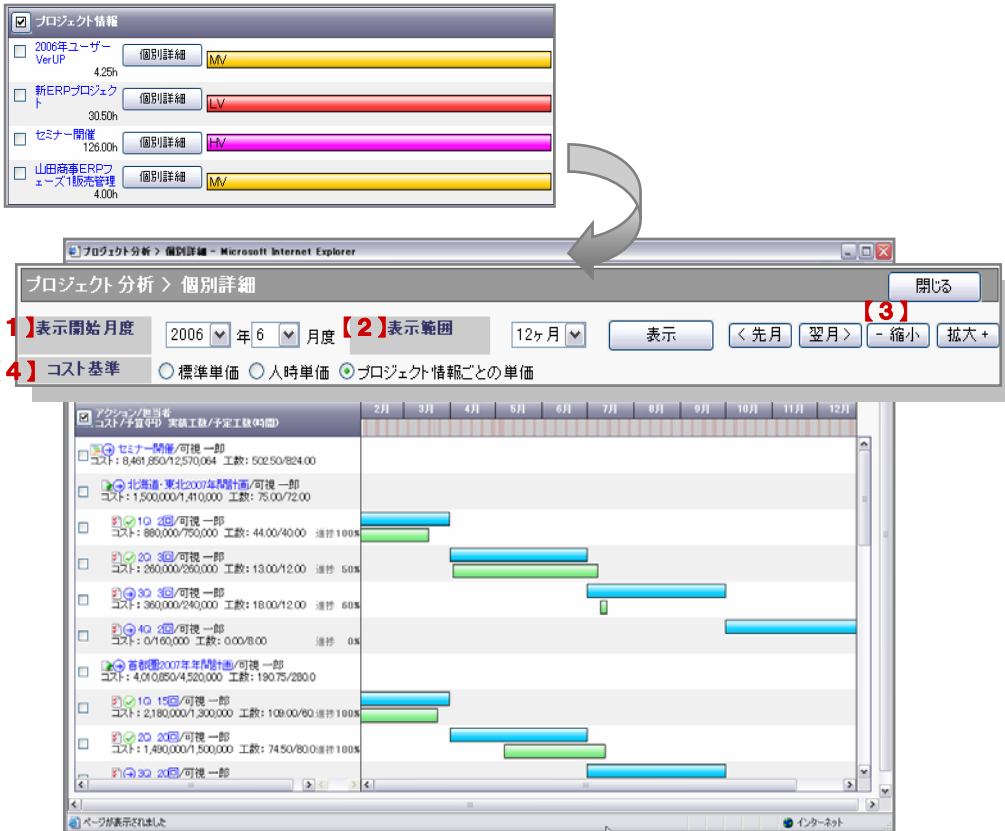 プロジェクト情報
2006年ユーザー
VerUP
個別詳細
MV
4.25h
新ERPプロジェク
ト
個別詳細
LV
30.50h
セミナー開催
個別詳細
HV
126.00h
山田商事ERPフ
ェーズ1販売管理
個別詳細
MV
4.00h
プロジェクト分析 > 個別詳細 - Microsoft Internet Explorer
プロジェクト分析 > 個別詳細
閉じる
1】表示開始月度
2006 年 6 月度
【2】表示範囲
12ヶ月
表示
< 先月
翌月 >
【3】
- 縮小
拡大 +
4】コスト基準
標準単価 人時単価 プロジェクト情報ごとの単価
アクション/担当者
コスト/予算(円) 実績工数/予定工数(時間)
2月 3月 4月 5月 6月 7月 8月 9月 10月 11月 12月
セミナー開催/可視 一郎
コスト: 8,461,850/12,570,064 工数: 502.50/824.00
北海道・東北2007年年間計画/可視 一郎
コスト: 1,500,000/1,410,000 工数: 75.00/72.00
1Q 2回/可視 一郎
コスト: 880,000/750,000 工数: 44.00/40.00 進捗100%
2Q 3回/可視 一郎
コスト: 260,000/260,000 工数: 13.00/12.00 進捗 50%
3Q 3回/可視 一郎
コスト: 360,000/240,000 工数: 18.00/12.00 進捗 60%
4Q 2回/可視 一郎
コスト: 0/160,000 工数: 0.00/8.00 進捗 0%
首都圏2007年年間計画/可視 一郎
コスト: 4,010,850/4,520,000 工数: 190.75/280.0
1Q 15回/可視 一郎
コスト: 2,180,000/1,300,000 工数: 109.00/60.進捗100%
2Q 20回/可視 一郎
コスト: 1,490,000/1,500,000 工数: 74.50/80.0進捗100%
3Q 20回/可視 一郎
ページが表示されました
インターネット